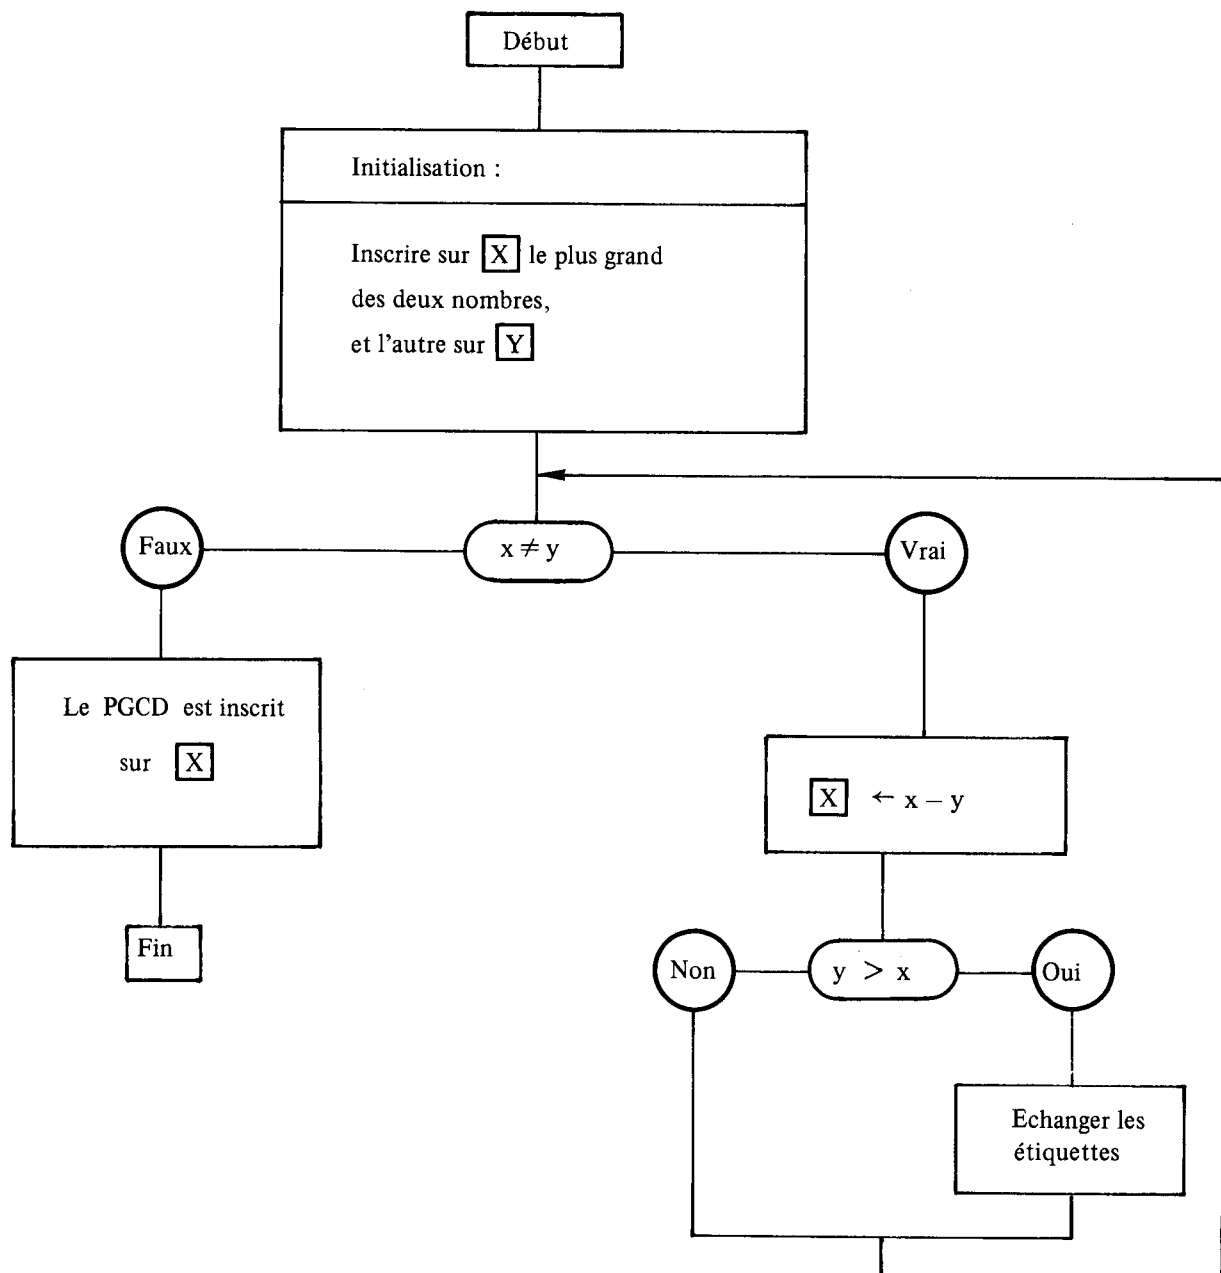 Début
Initialisation :
Inscrire sur X le plus grand
des deux nombres,
et l'autre sur Y
Faux
x ≠ y
Vrai
Le PGCD est inscrit
sur X
X ← x – y
Fin
Non
y > x
Oui
Echanger les
étiquettes